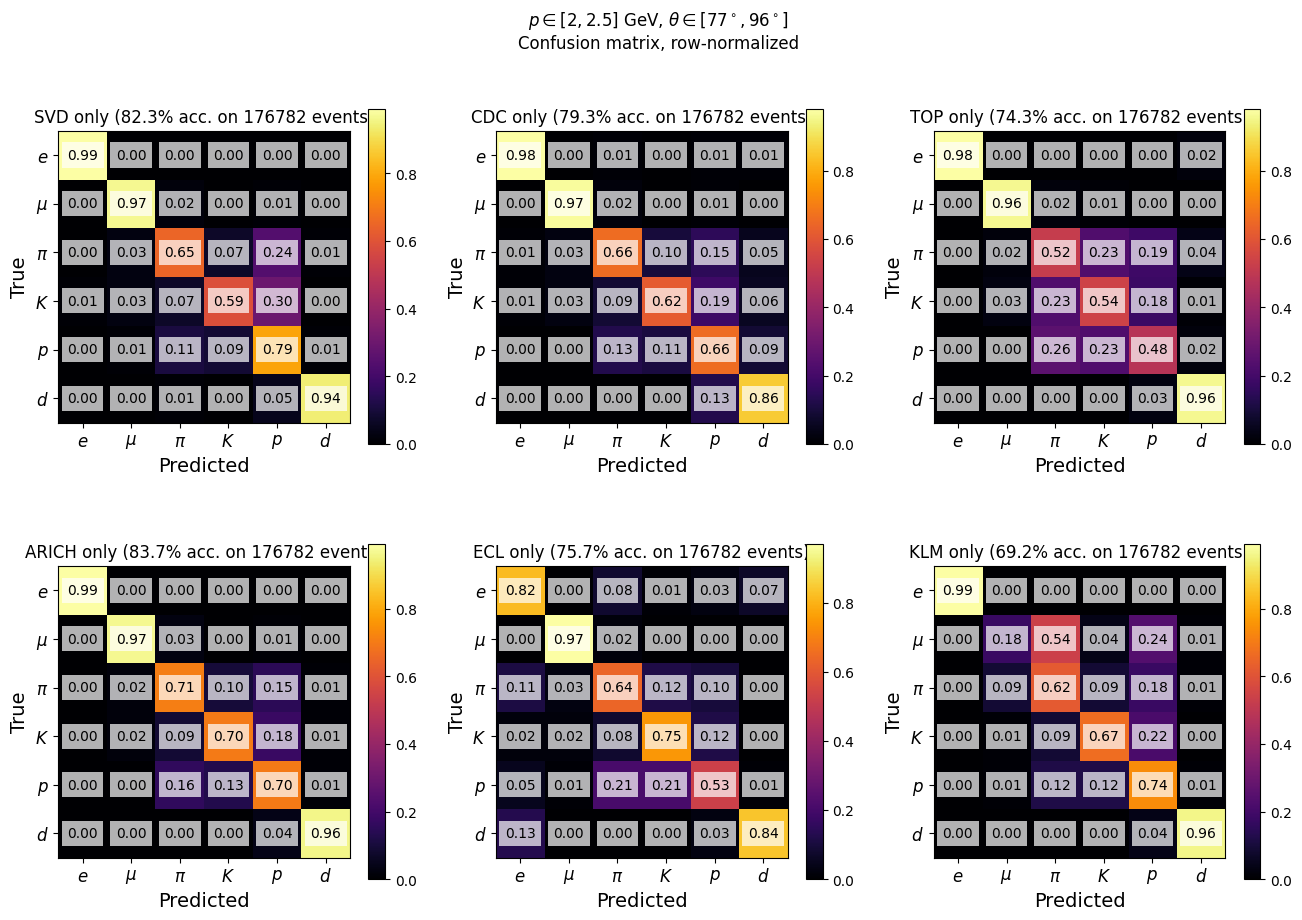 p ∈ [2, 2.5] GeV, θ ∈ [77°, 96°]
Confusion matrix, row-normalized
SVD only (82.3% acc. on 176782 events
True
e 0.99 0.00 0.00 0.00 0.00 0.00
μ 0.00 0.97 0.02 0.00 0.01 0.00
π 0.00 0.03 0.65 0.07 0.24 0.01
K 0.01 0.03 0.07 0.59 0.30 0.00
p 0.00 0.01 0.11 0.09 0.79 0.01
d 0.00 0.00 0.01 0.00 0.05 0.94
e μ π K p d
Predicted
0.8
0.6
0.4
0.2
0.0
CDC only (79.3% acc. on 176782 events
True
e 0.98 0.00 0.01 0.00 0.01 0.01
μ 0.00 0.97 0.02 0.00 0.01 0.00
π 0.01 0.03 0.66 0.10 0.15 0.05
K 0.01 0.03 0.09 0.62 0.19 0.06
p 0.00 0.00 0.13 0.11 0.66 0.09
d 0.00 0.00 0.00 0.00 0.13 0.86
e μ π K p d
Predicted
0.8
0.6
0.4
0.2
0.0
TOP only (74.3% acc. on 176782 events
True
e 0.98 0.00 0.00 0.00 0.00 0.02
μ 0.00 0.96 0.02 0.01 0.00 0.00
π 0.00 0.02 0.52 0.23 0.19 0.04
K 0.00 0.03 0.23 0.54 0.18 0.01
p 0.00 0.00 0.26 0.23 0.48 0.02
d 0.00 0.00 0.00 0.00 0.03 0.96
e μ π K p d
Predicted
0.8
0.6
0.4
0.2
0.0
ARICH only (83.7% acc. on 176782 event
True
e 0.99 0.00 0.00 0.00 0.00 0.00
μ 0.00 0.97 0.03 0.00 0.01 0.00
π 0.00 0.02 0.71 0.10 0.15 0.01
K 0.00 0.02 0.09 0.70 0.18 0.01
p 0.00 0.00 0.16 0.13 0.70 0.01
d 0.00 0.00 0.00 0.00 0.04 0.96
e μ π K p d
Predicted
0.8
0.6
0.4
0.2
0.0
ECL only (75.7% acc. on 176782 events)
True
e 0.82 0.00 0.08 0.01 0.03 0.07
μ 0.00 0.97 0.02 0.00 0.00 0.00
π 0.11 0.03 0.64 0.12 0.10 0.00
K 0.02 0.02 0.08 0.75 0.12 0.00
p 0.05 0.01 0.21 0.21 0.53 0.01
d 0.13 0.00 0.00 0.00 0.03 0.84
e μ π K p d
Predicted
0.8
0.6
0.4
0.2
0.0
KLM only (69.2% acc. on 176782 events
True
e 0.99 0.00 0.00 0.00 0.00 0.00
μ 0.00 0.18 0.54 0.04 0.24 0.01
π 0.00 0.09 0.62 0.09 0.18 0.01
K 0.00 0.01 0.09 0.67 0.22 0.00
p 0.00 0.01 0.12 0.12 0.74 0.01
d 0.00 0.00 0.00 0.00 0.04 0.96
e μ π K p d
Predicted
0.8
0.6
0.4
0.2
0.0